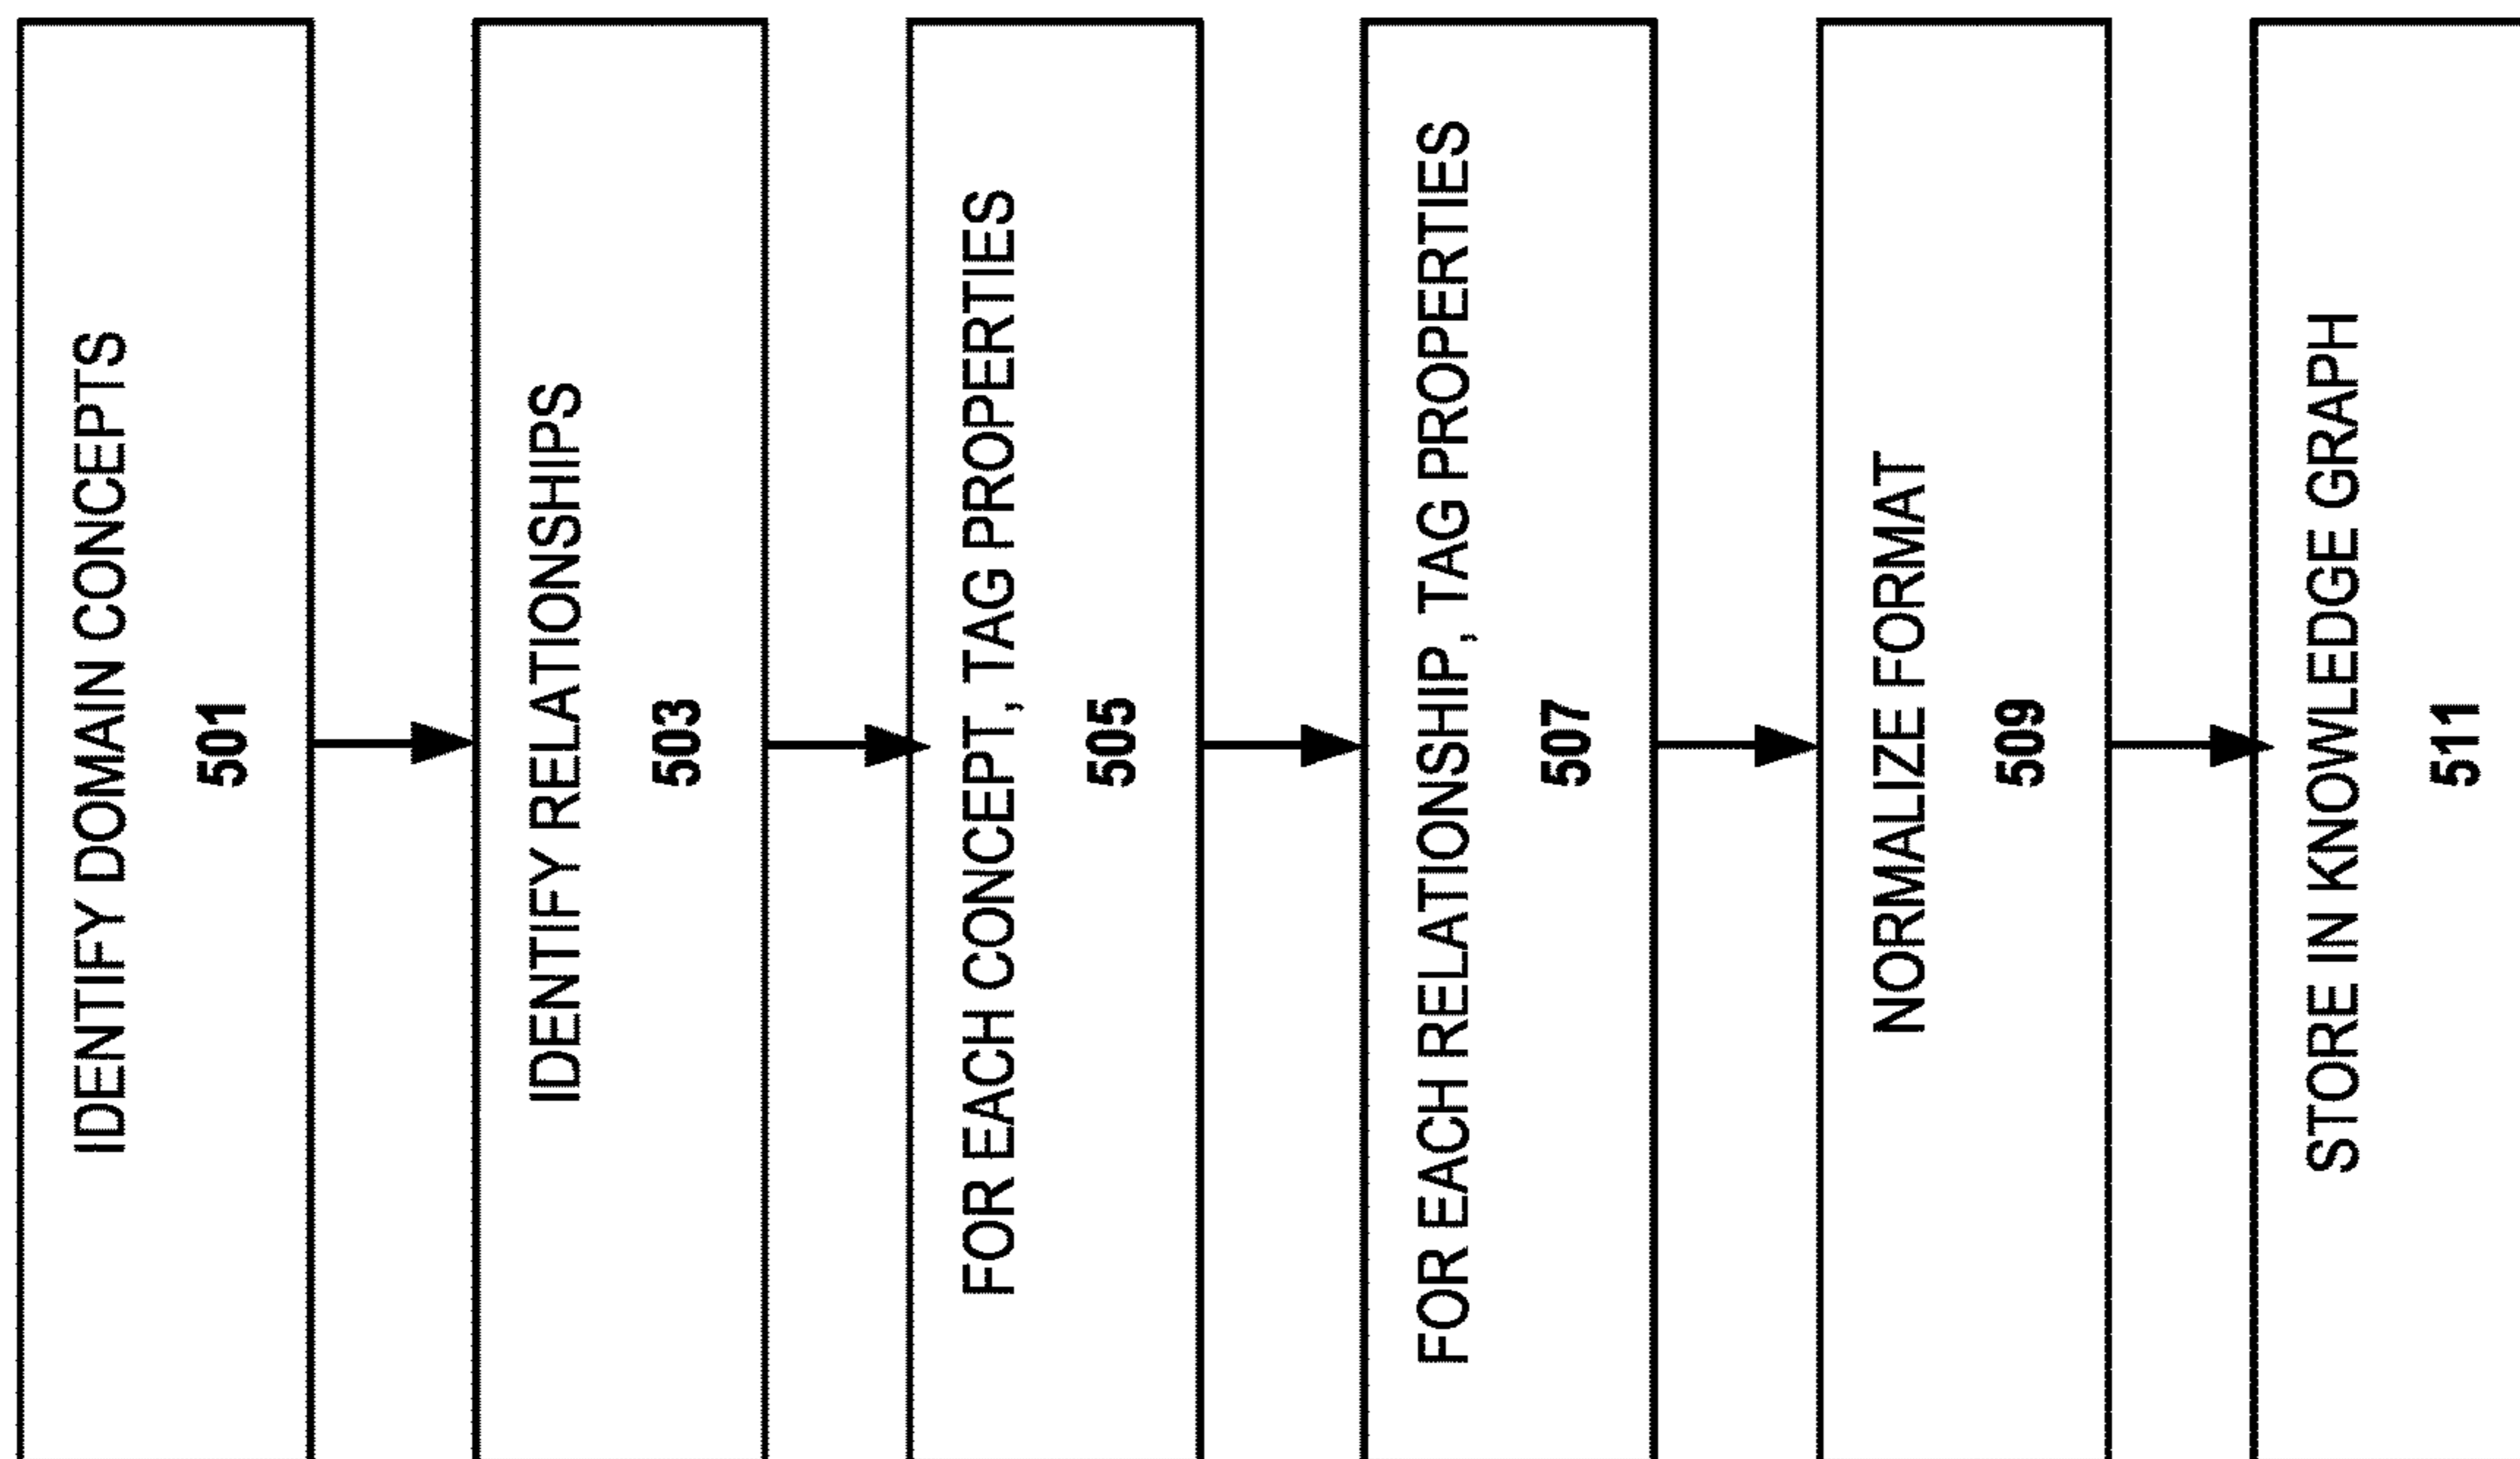 IDENTIFY DOMAIN CONCEPTS
501
IDENTIFY RELATIONSHIPS
503
FOR EACH CONCEPT, TAG PROPERTIES
505
FOR EACH RELATIONSHIP, TAG PROPERTIES
507
NORMALIZE FORMAT
509
STORE IN KNOWLEDGE GRAPH
511